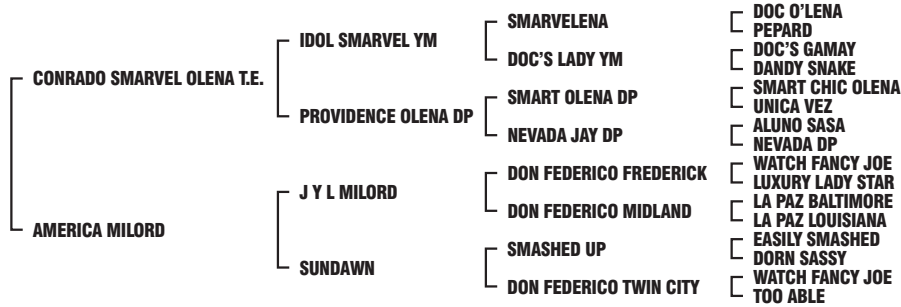 CONRADO SMARVEL OLENA T.E.
AMERICA MILORD
IDOL SMARVEL YM
PROVIDENCE OLENA DP
J Y L MILORD
SUNDAWN
SMARVELENA
DOC'S LADY YM
SMART OLENA DP
NEVADA JAY DP
DON FEDERICO FREDERICK
DON FEDERICO MIDLAND
SMASHED UP
DON FEDERICO TWIN CITY
DOC O'LENA
PEPARD
DOC'S GAMAY
DANDY SNAKE
SMART CHIC OLENA
UNICA VEZ
ALUNO SASA
NEVADA DP
WATCH FANCY JOE
LUXURY LADY STAR
LA PAZ BALTIMORE
LA PAZ LOUISIANA
EASILY SMASHED
DORN SASSY
WATCH FANCY JOE
TOO ABLE